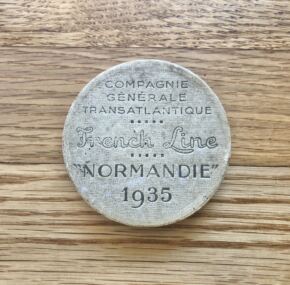 COMPAGNIE
GÉNÉRALE
TRANSATLANTIQUE
French Line
"NORMANDIE"
1935